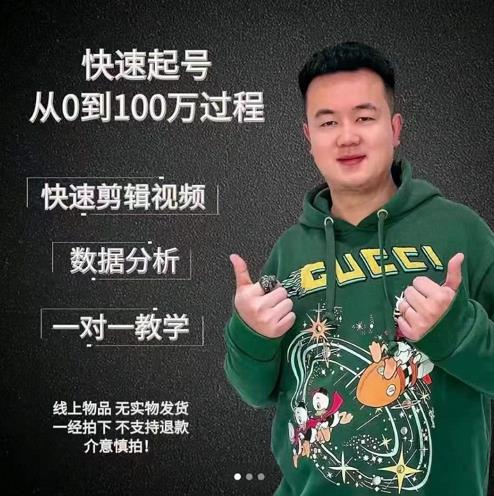 快速起号
从0到100万过程
快速剪辑视频
数据分析
一对一教学
GUCCI
线上物品 无实物发货
一经拍下 不支持退款
介意慎拍!